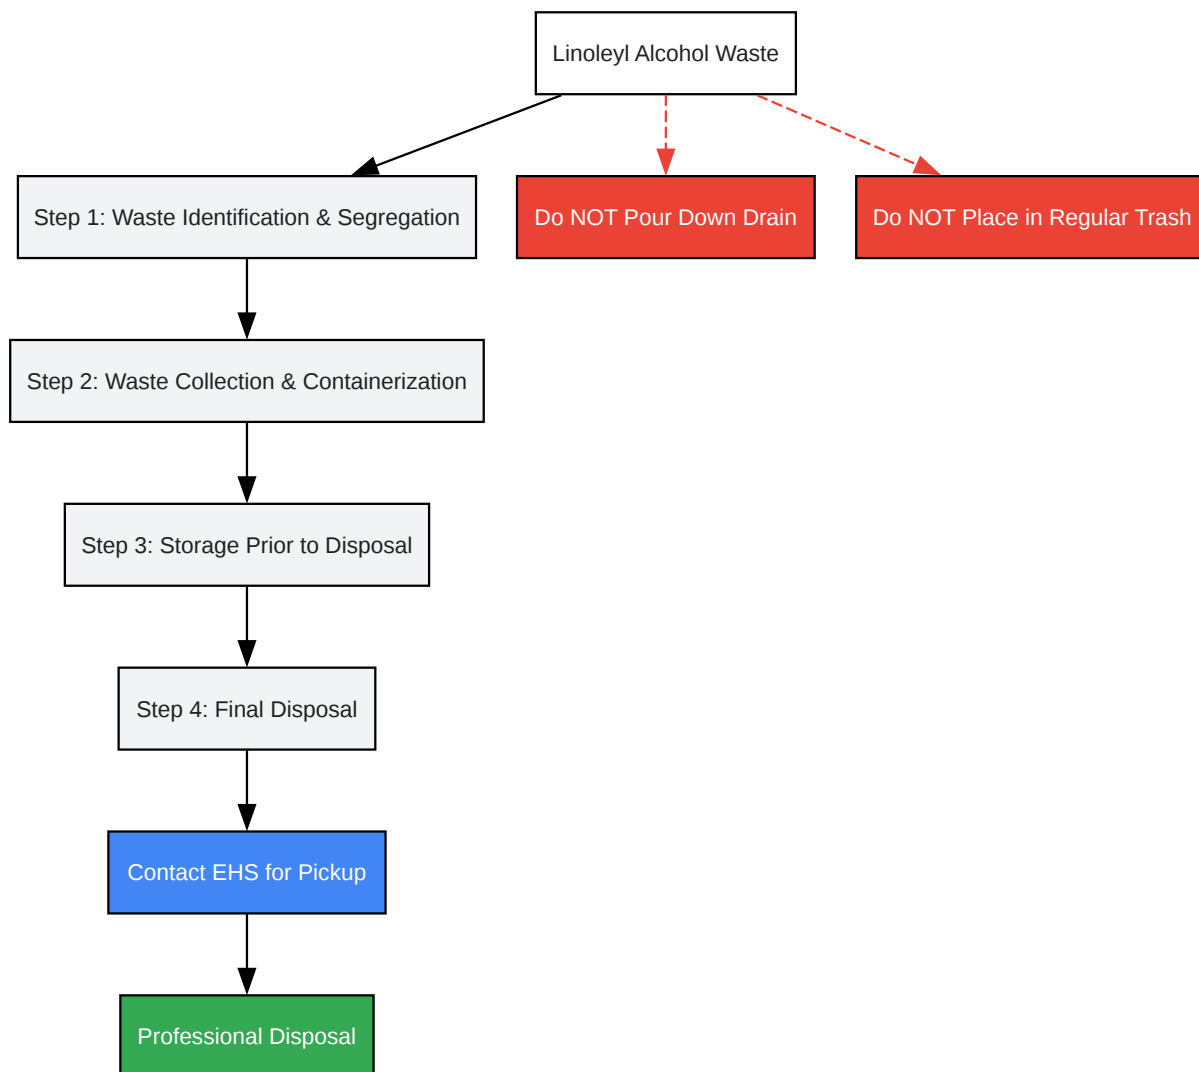 Linoleyl Alcohol Waste
Step 1: Waste Identification & Segregation
Do NOT Pour Down Drain
Do NOT Place in Regular Trash
Step 2: Waste Collection & Containerization
Step 3: Storage Prior to Disposal
Step 4: Final Disposal
Contact EHS for Pickup
Professional Disposal